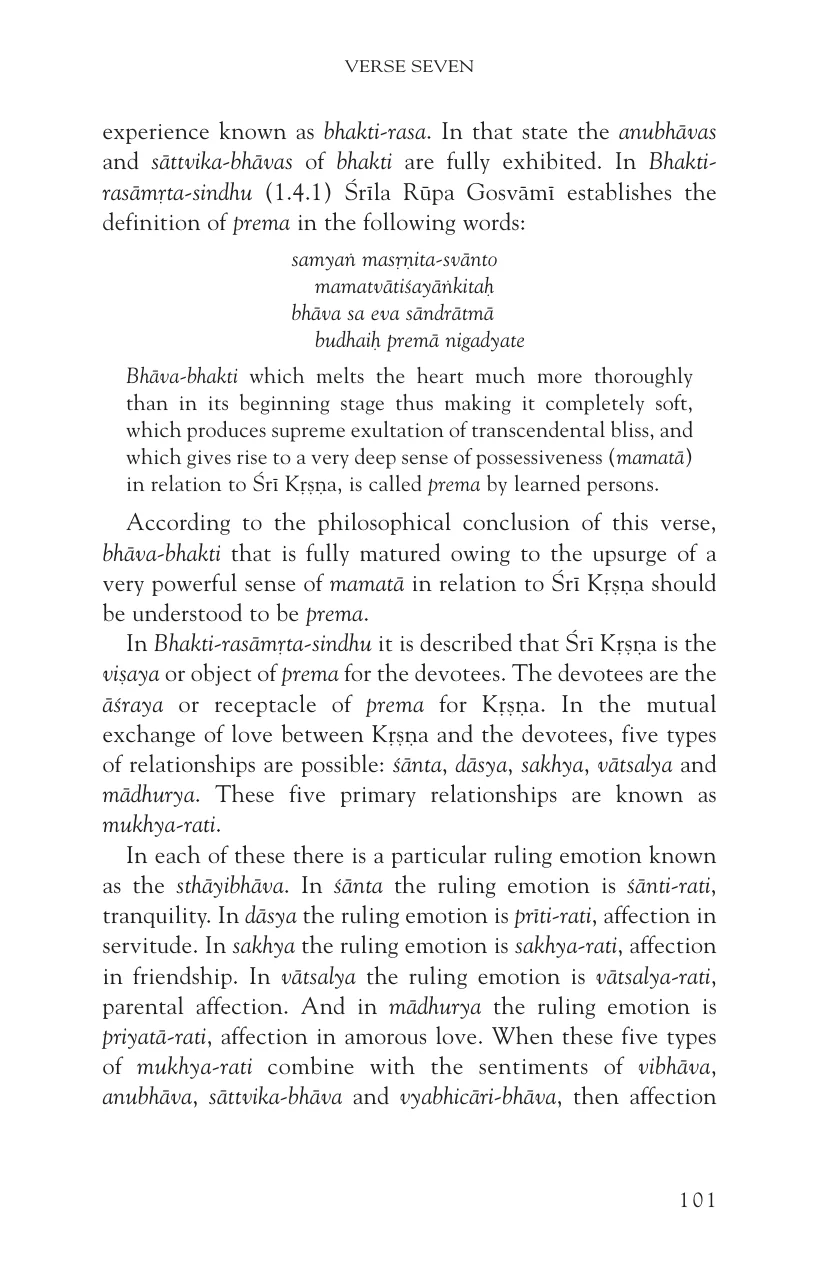 VERSE SEVEN
experience known as bhakti-rasa. In that state the anubhāvas
and sāttvika-bhāvas of bhakti are fully exhibited. In Bhakti-
rasāmṛta-sindhu (1.4.1) Śrīla Rūpa Gosvāmī establishes the
definition of prema in the following words:
samyaṅ masṛṇita-svānto
mamatvātiśayāṅkitaḥ
bhāva sa eva sāndrātmā
budhaiḥ premā nigadyate
Bhāva-bhakti which melts the heart much more thoroughly
than in its beginning stage thus making it completely soft,
which produces supreme exultation of transcendental bliss, and
which gives rise to a very deep sense of possessiveness (mamatā)
in relation to Śrī Kṛṣṇa, is called prema by learned persons.
According to the philosophical conclusion of this verse,
bhāva-bhakti that is fully matured owing to the upsurge of a
very powerful sense of mamatā in relation to Śrī Kṛṣṇa should
be understood to be prema.
In Bhakti-rasāmṛta-sindhu it is described that Śrī Kṛṣṇa is the
viṣaya or object of prema for the devotees. The devotees are the
āśraya or receptacle of prema for Kṛṣṇa. In the mutual
exchange of love between Kṛṣṇa and the devotees, five types
of relationships are possible: śānta, dāsya, sakhya, vātsalya and
mādhurya. These five primary relationships are known as
mukhya-rati.
In each of these there is a particular ruling emotion known
as the sthāyibhāva. In śānta the ruling emotion is śānti-rati,
tranquility. In dāsya the ruling emotion is prīti-rati, affection in
servitude. In sakhya the ruling emotion is sakhya-rati, affection
in friendship. In vātsalya the ruling emotion is vātsalya-rati,
parental affection. And in mādhurya the ruling emotion is
priyatā-rati, affection in amorous love. When these five types
of mukhya-rati combine with the sentiments of vibhāva,
anubhāva, sāttvika-bhāva and vyabhicāri-bhāva, then affection
101